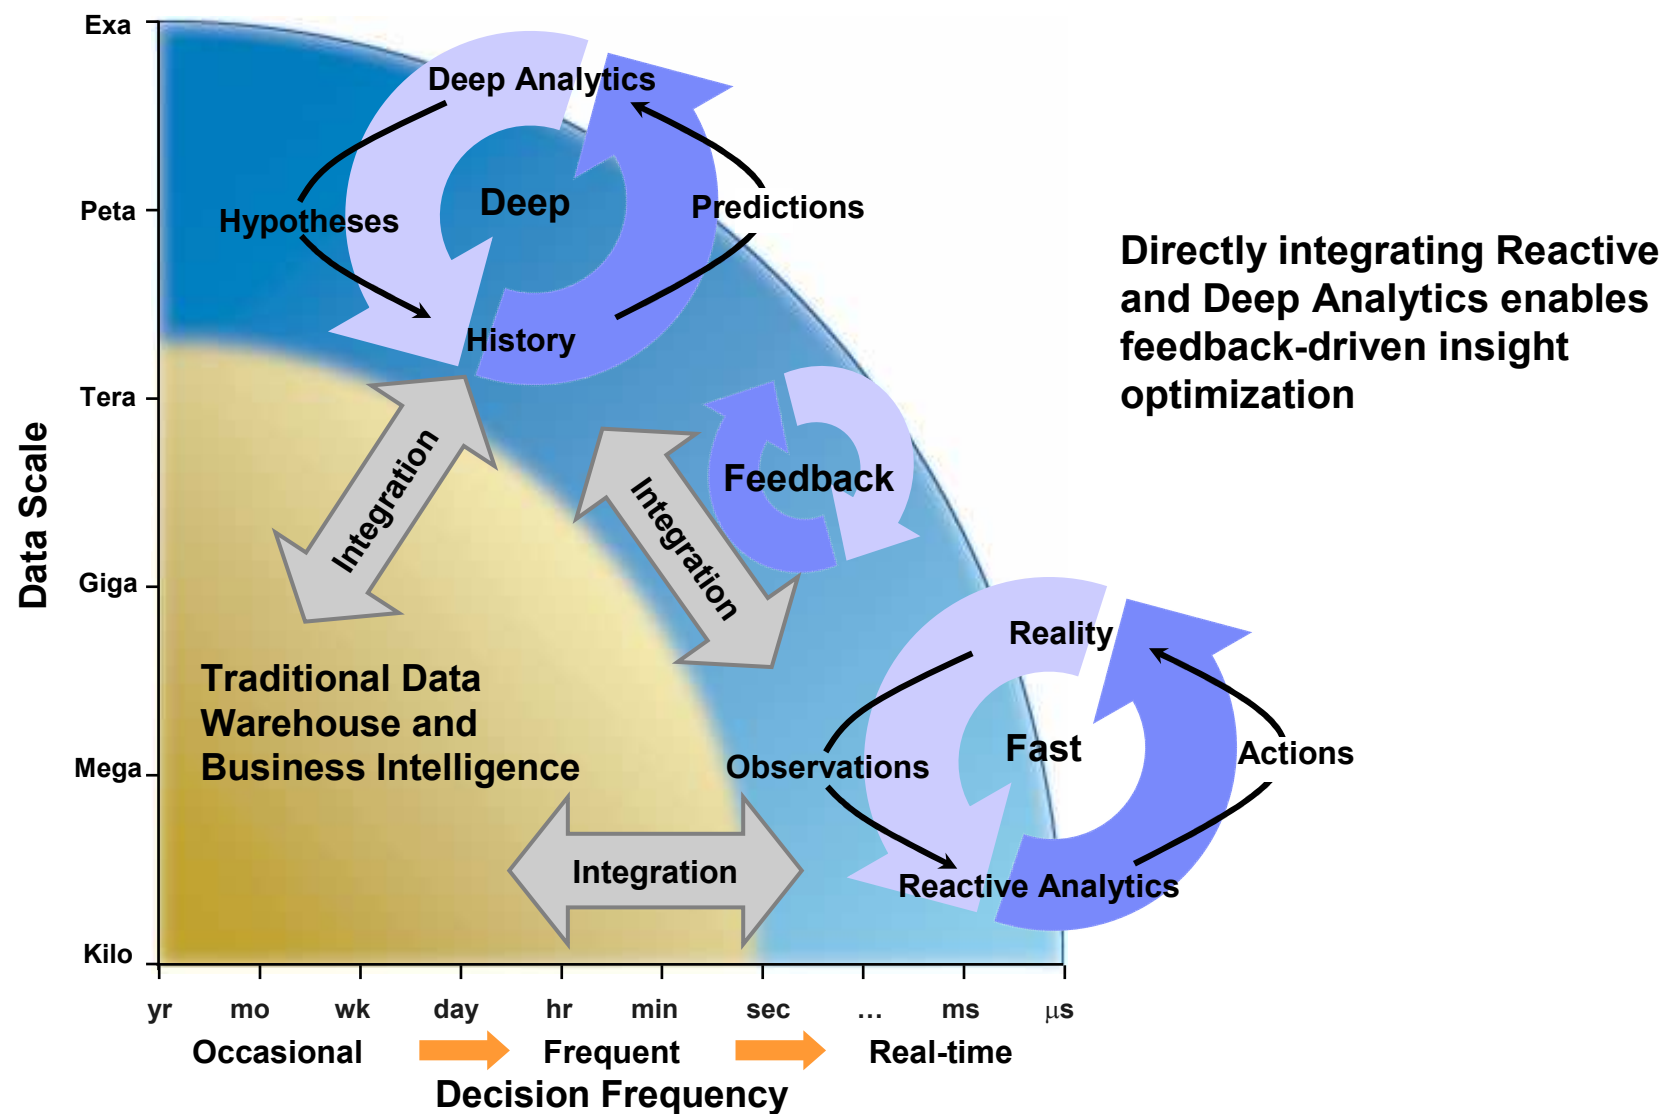 Exa
Peta
Tera
Giga
Mega
Kilo
Data Scale
Deep Analytics
Hypotheses
Deep
Predictions
History
Directly integrating Reactive
and Deep Analytics enables
feedback-driven insight
optimization
Integration
Integration
Feedback
Traditional Data
Warehouse and
Business Intelligence
Reality
Observations
Fast
Actions
Reactive Analytics
Integration
yr mo wk day hr min sec … ms μs
Occasional Frequent Real-time
Decision Frequency